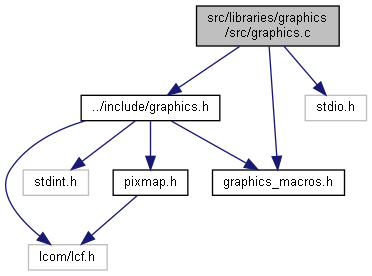 src/libraries/graphics
/src/graphics.c
../include/graphics.h
stdio.h
stdint.h
pixmap.h
graphics_macros.h
lcom/lcf.h